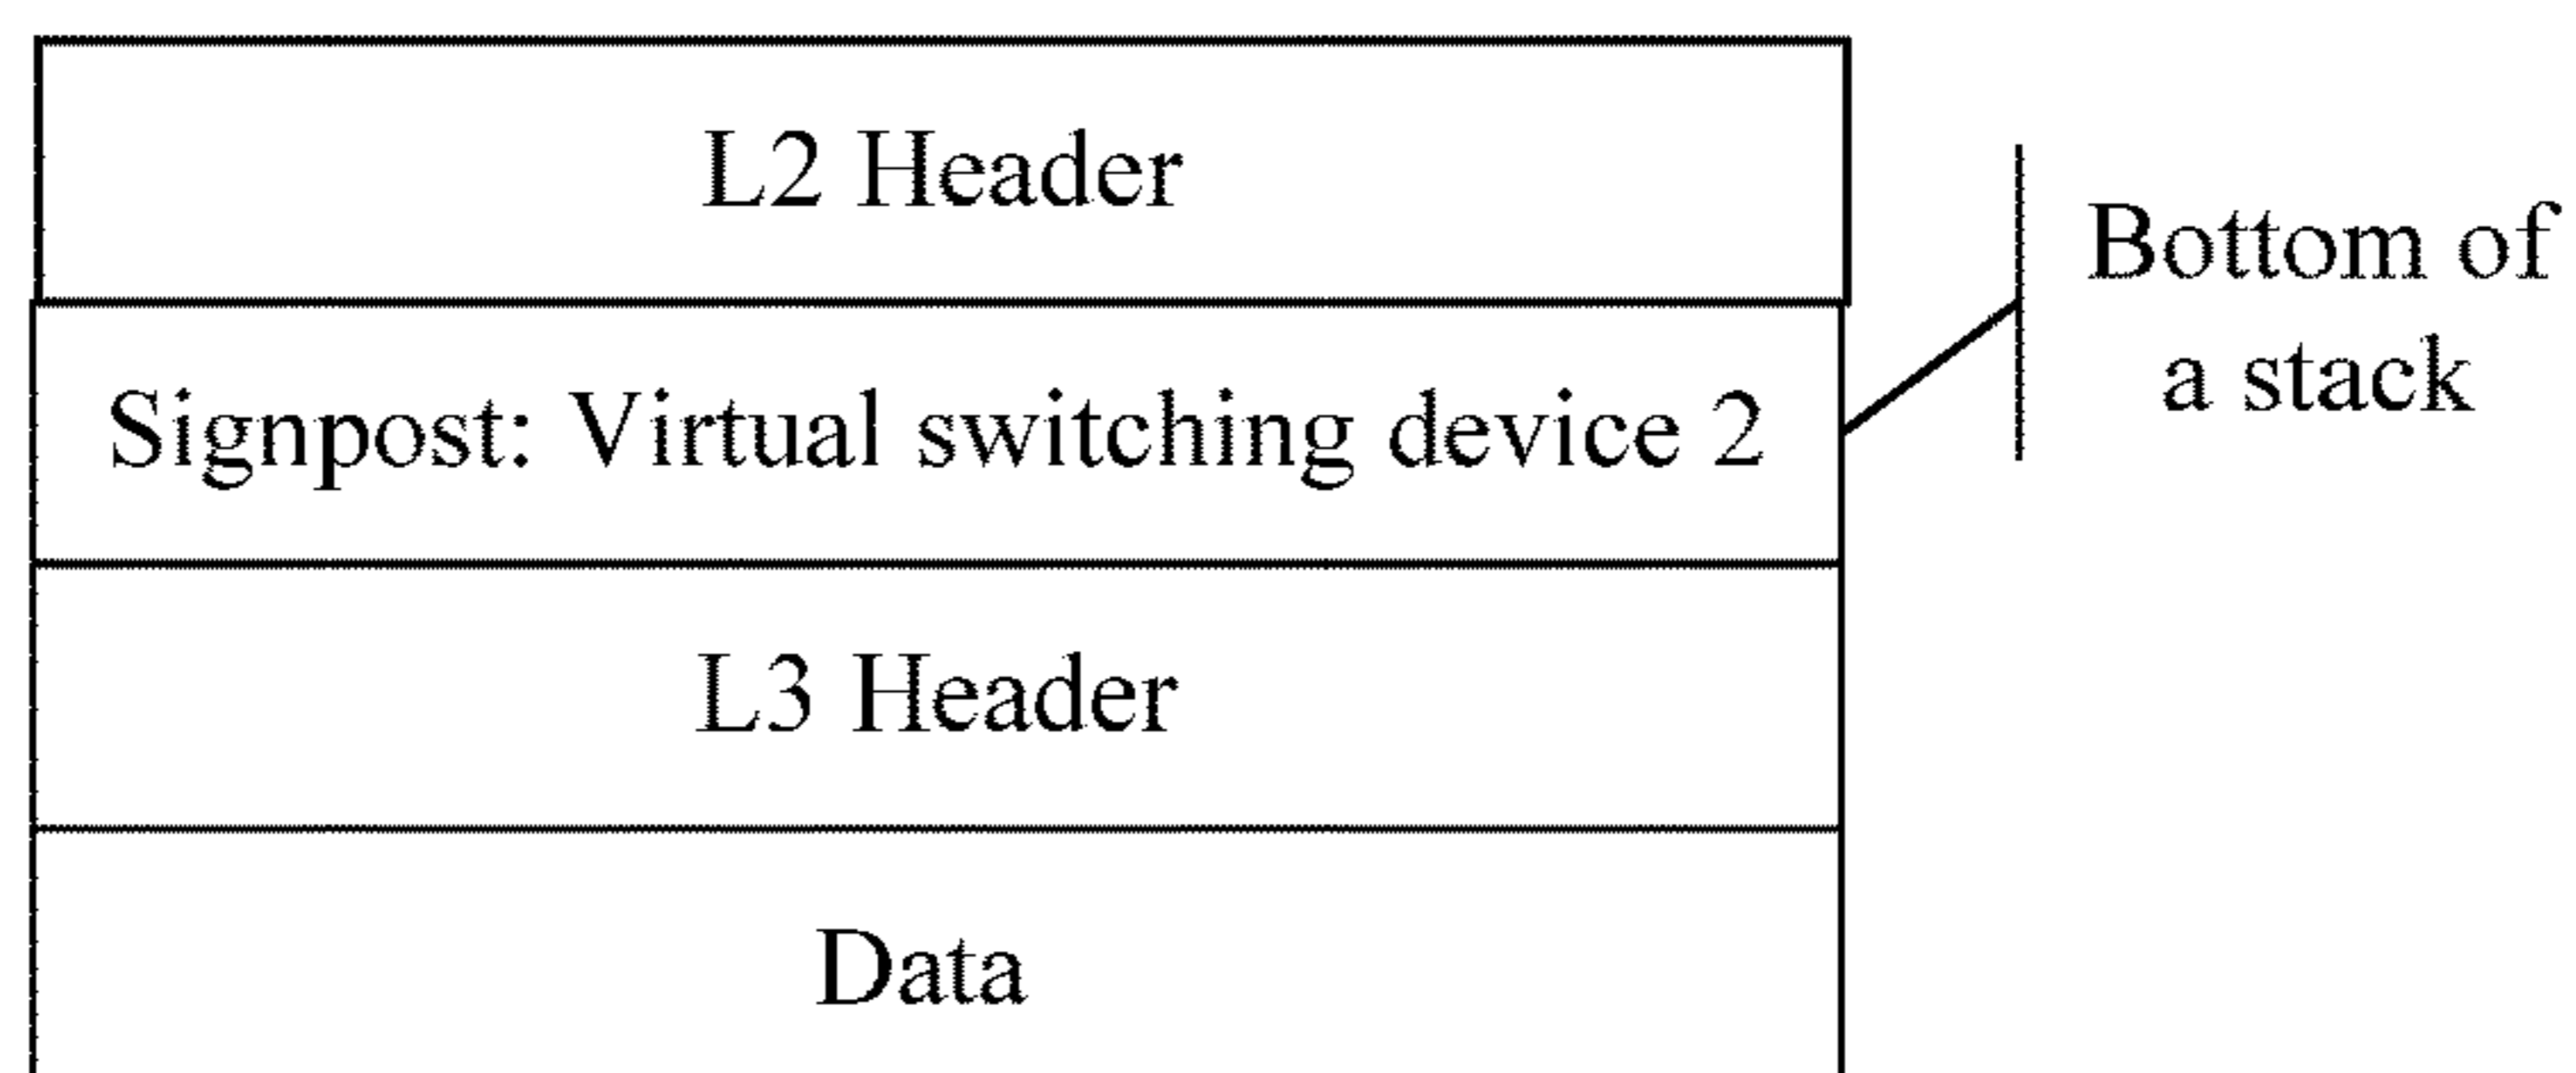 L2 Header
Signpost: Virtual switching device 2
Bottom of
a stack
L3 Header
Data